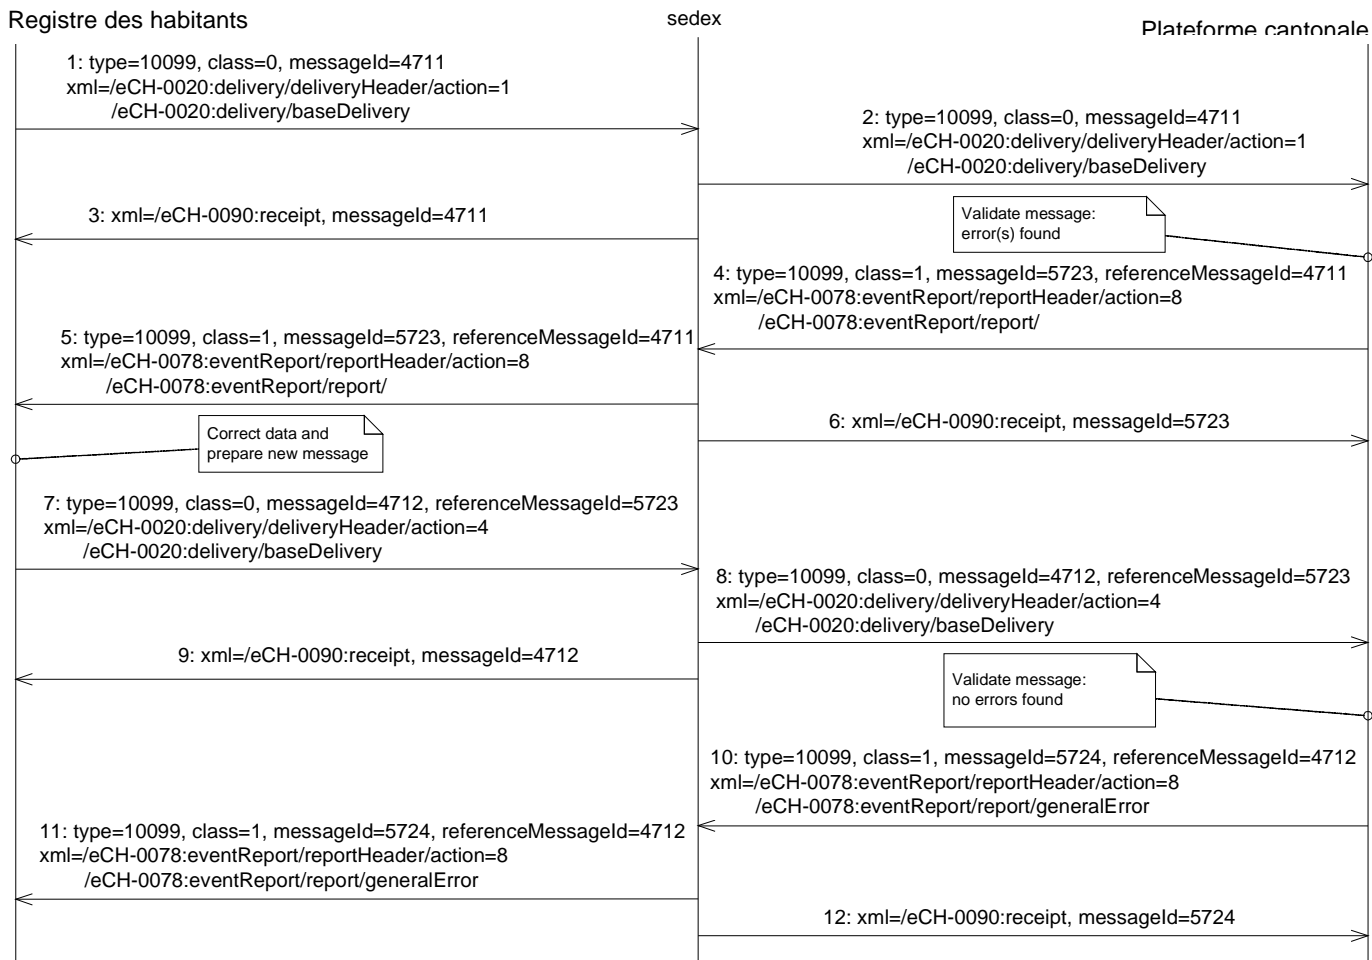 Registre des habitants
sedex
Plateforme cantonale
1: type=10099, class=0, messageId=4711
xml=/eCH-0020:delivery/deliveryHeader/action=1
/eCH-0020:delivery/baseDelivery
2: type=10099, class=0, messageId=4711
xml=/eCH-0020:delivery/deliveryHeader/action=1
/eCH-0020:delivery/baseDelivery
3: xml=/eCH-0090:receipt, messageId=4711
Validate message:
error(s) found
4: type=10099, class=1, messageId=5723, referenceMessageId=4711
xml=/eCH-0078:eventReport/reportHeader/action=8
/eCH-0078:eventReport/report/
5: type=10099, class=1, messageId=5723, referenceMessageId=4711
xml=/eCH-0078:eventReport/reportHeader/action=8
/eCH-0078:eventReport/report/
6: xml=/eCH-0090:receipt, messageId=5723
Correct data and
prepare new message
7: type=10099, class=0, messageId=4712, referenceMessageId=5723
xml=/eCH-0020:delivery/deliveryHeader/action=4
/eCH-0020:delivery/baseDelivery
8: type=10099, class=0, messageId=4712, referenceMessageId=5723
xml=/eCH-0020:delivery/deliveryHeader/action=4
/eCH-0020:delivery/baseDelivery
9: xml=/eCH-0090:receipt, messageId=4712
Validate message:
no errors found
10: type=10099, class=1, messageId=5724, referenceMessageId=4712
xml=/eCH-0078:eventReport/reportHeader/action=8
/eCH-0078:eventReport/report/generalError
11: type=10099, class=1, messageId=5724, referenceMessageId=4712
xml=/eCH-0078:eventReport/reportHeader/action=8
/eCH-0078:eventReport/report/generalError
12: xml=/eCH-0090:receipt, messageId=5724